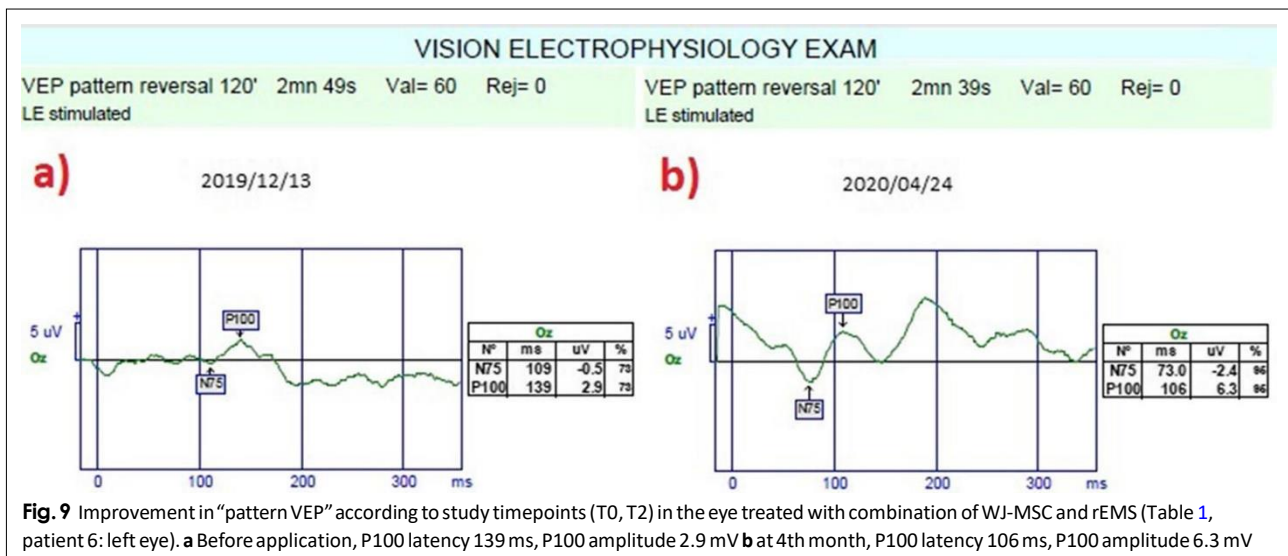 VISION ELECTROPHYSIOLOGY EXAM
VEP pattern reversal 120' 2mn 49s Val= 60 Rej= 0
LE stimulated
VEP pattern reversal 120' 2mn 39s Val= 60 Rej= 0
LE stimulated
a)
2019/12/13
b)
2020/04/24
P100
+
5 uV
Oz
N75
0 100 200 300 ms
Oz
N° ms uV %
N75 109 -0.5 73
P100 139 2.9 73
P100
+
5 uV
Oz
N75
0 100 200 300 ms
Oz
N° ms uV %
N75 73.0 -2.4 96
P100 106 6.3 96
Fig. 9 Improvement in “pattern VEP” according to study timepoints (T0, T2) in the eye treated with combination of WJ-MSC and rEMS (Table 1,
patient 6: left eye). a Before application, P100 latency 139 ms, P100 amplitude 2.9 mV b at 4th month, P100 latency 106 ms, P100 amplitude 6.3 mV